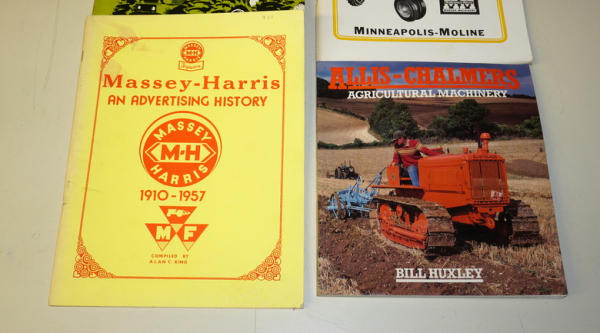 MINNEAPOLIS-MOLINE
Massey-Harris
AN ADVERTISING HISTORY
MASSEY
M-H
HARRIS
1910-1957
MF
COMPILED BY
ALAN C. KING
ALLIS-CHALMERS
AGRICULTURAL MACHINERY
BILL HUXLEY